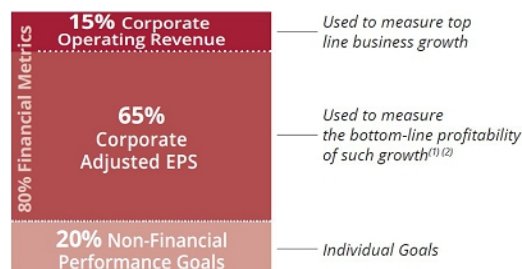 15% Corporate
Operating Revenue
Used to measure top
line business growth
80% Financial Metrics
65%
Corporate
Adjusted EPS
Used to measure
the bottom-line profitability
of such growth(1) (2)
20% Non-Financial
Performance Goals
Individual Goals